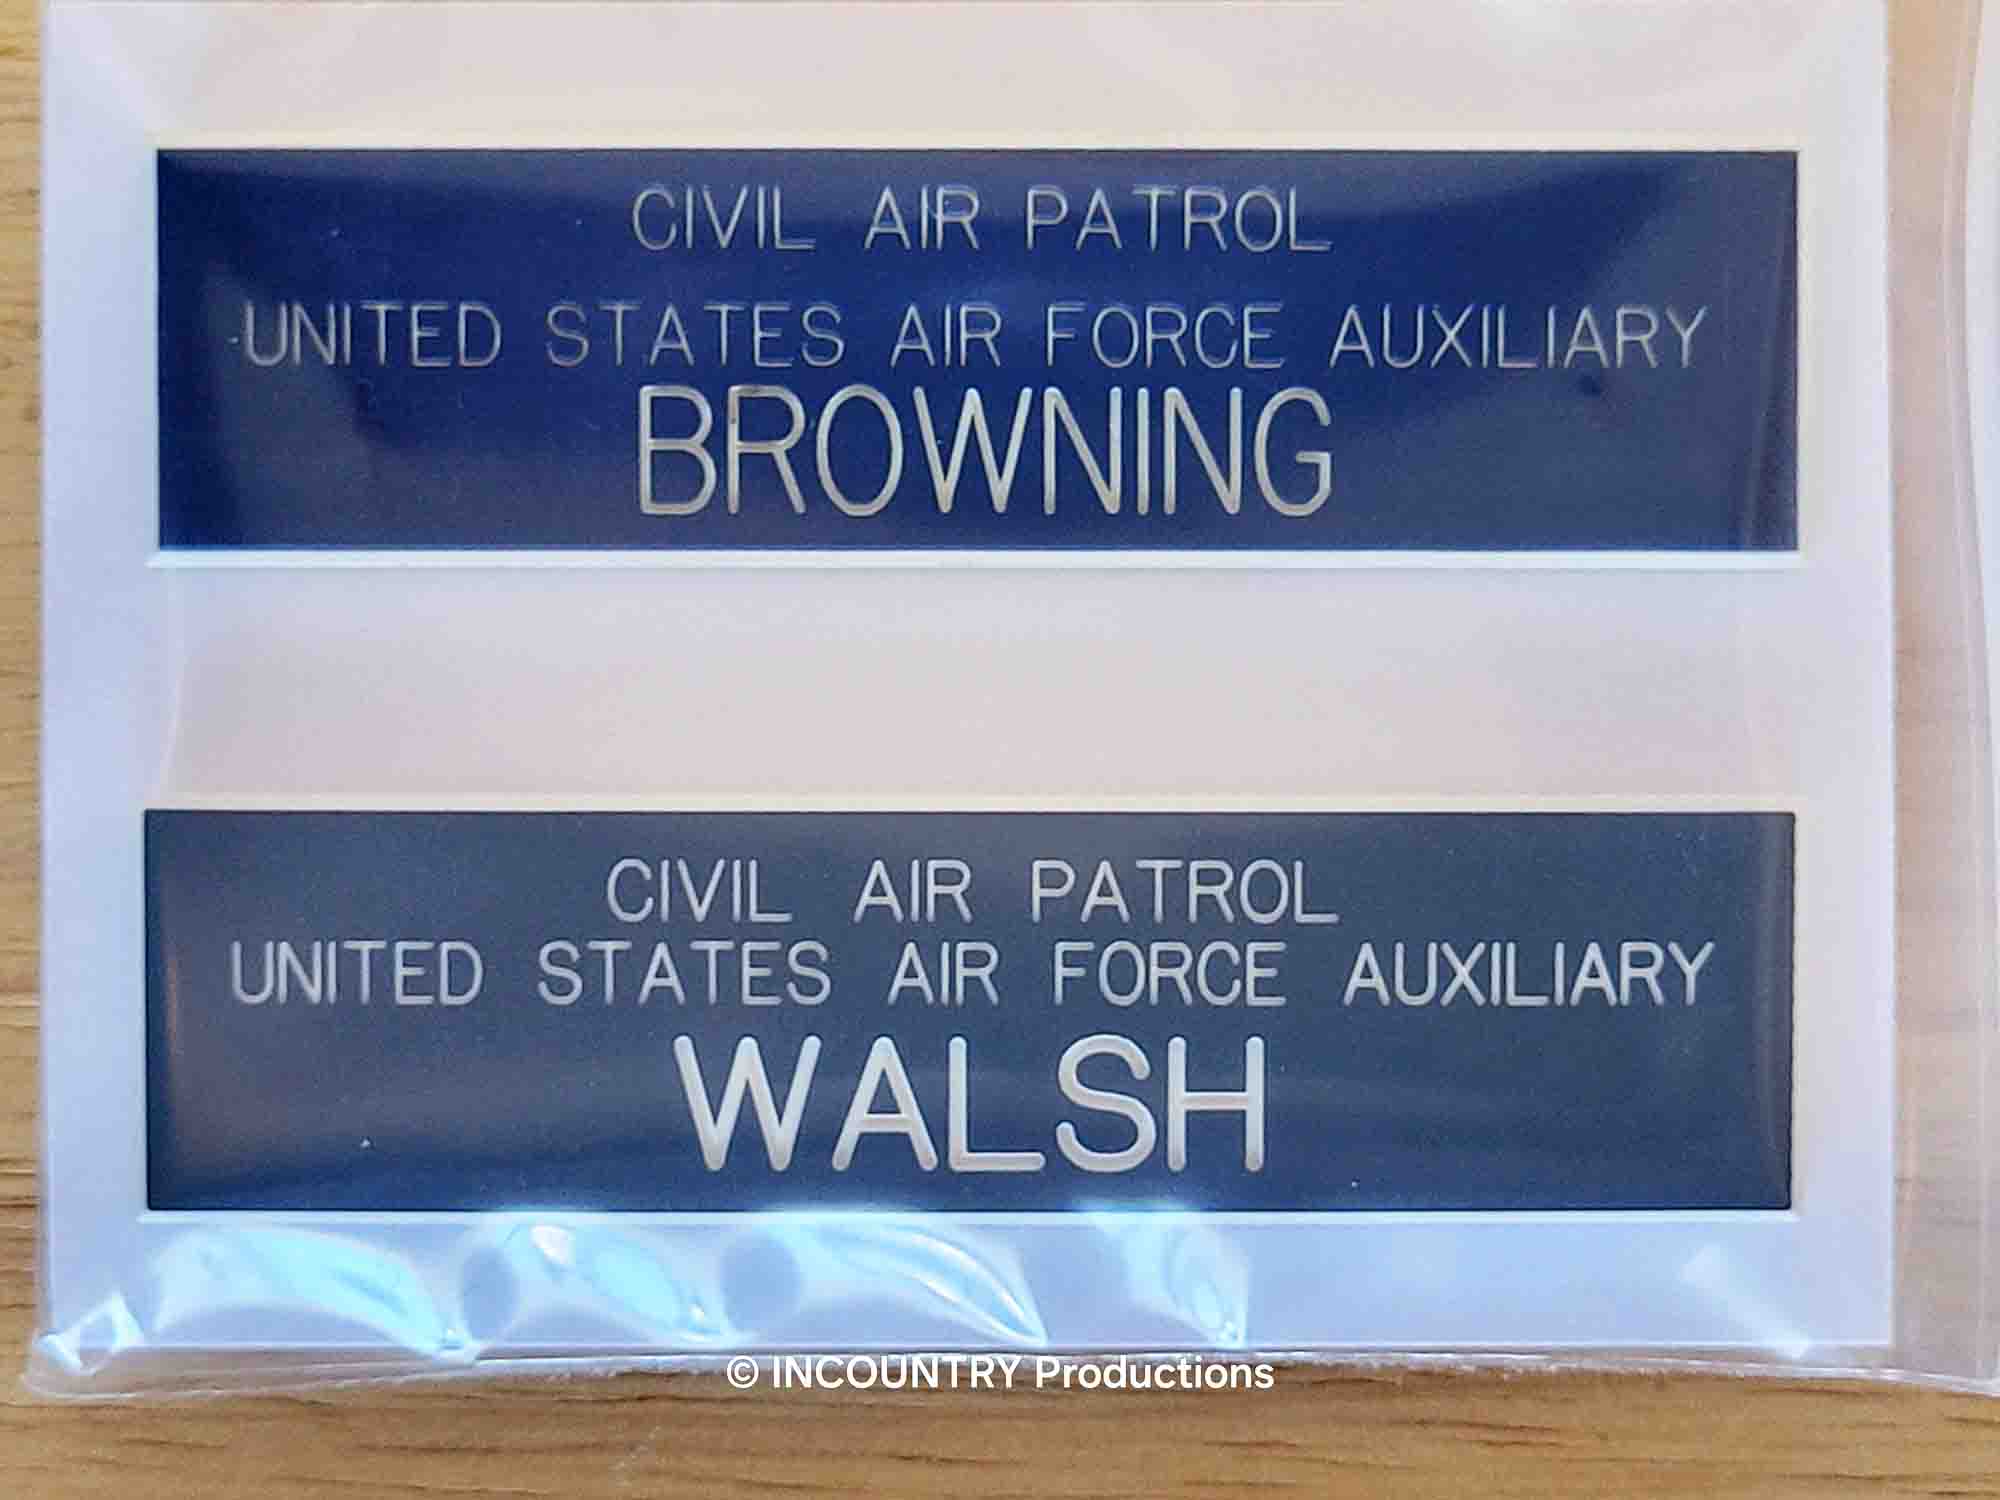 CIVIL AIR PATROL
UNITED STATES AIR FORCE AUXILIARY
BROWNING
CIVIL AIR PATROL
UNITED STATES AIR FORCE AUXILIARY
WALSH
© INCOUNTRY Productions